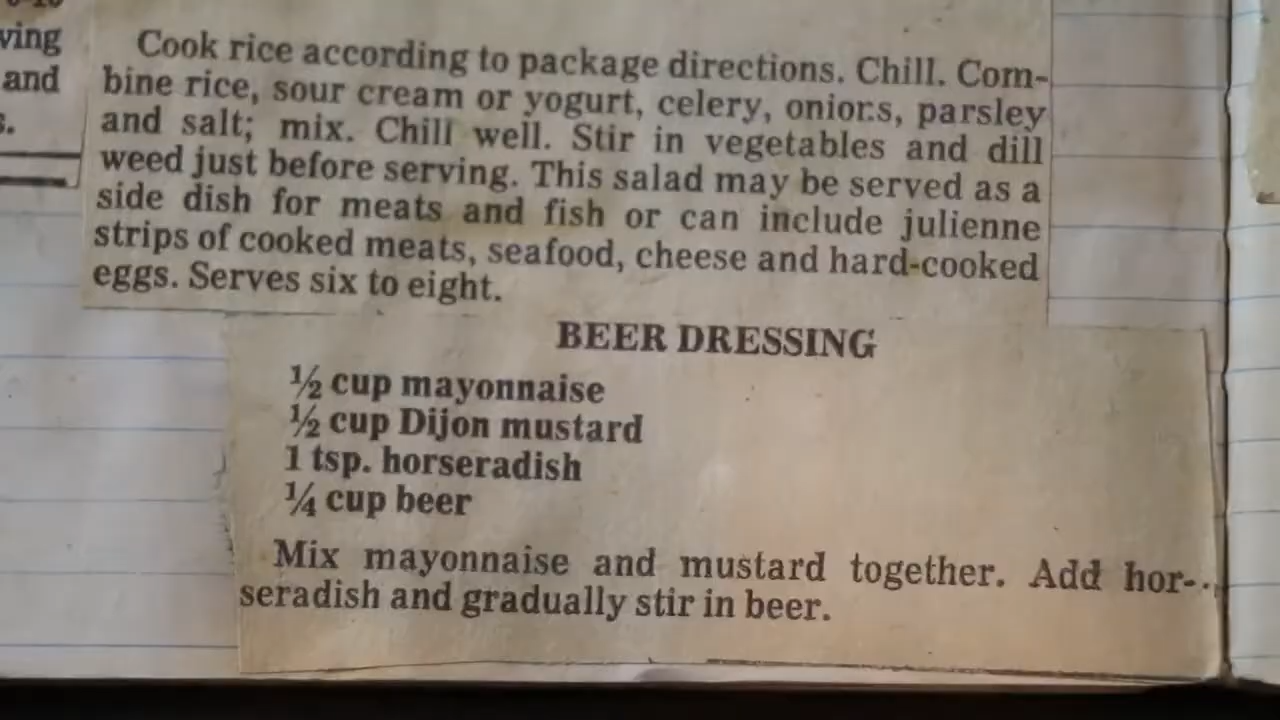 ving
and
s.
Cook rice according to package directions. Chill. Com-
bine rice, sour cream or yogurt, celery, onions, parsley
and salt; mix. Chill well. Stir in vegetables and dill
weed just before serving. This salad may be served as a
side dish for meats and fish or can include julienne
strips of cooked meats, seafood, cheese and hard-cooked
eggs. Serves six to eight.
BEER DRESSING
½ cup mayonnaise
½ cup Dijon mustard
1 tsp. horseradish
¼ cup beer
Mix mayonnaise and mustard together. Add hor-
seradish and gradually stir in beer.